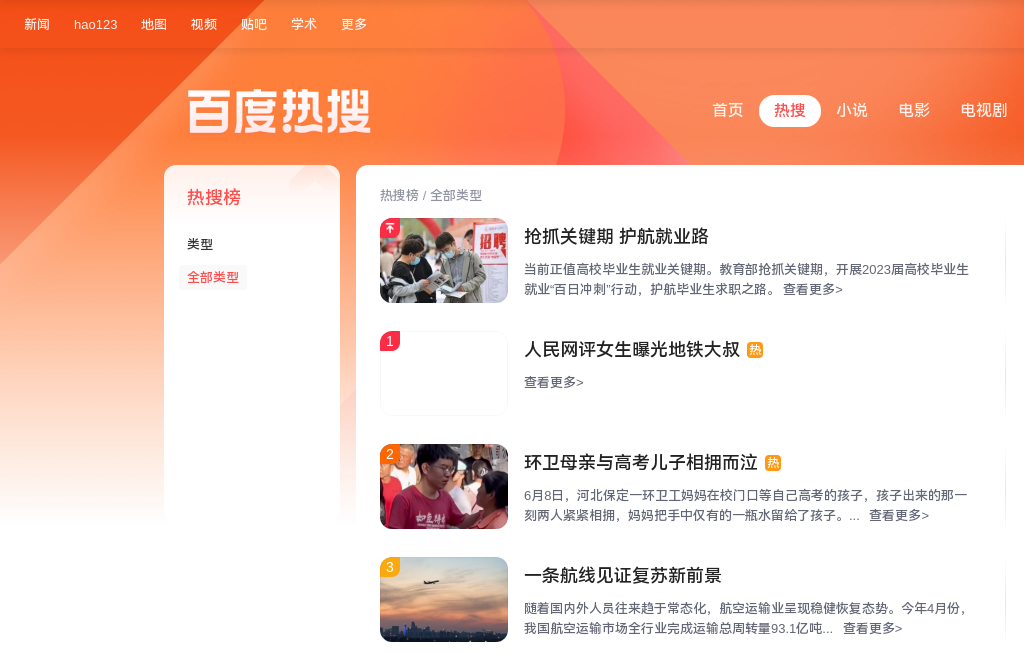 新闻 hao123 地图 视频 贴吧 学术 更多
百度热搜
首页 热搜 小说 电影 电视剧
热搜榜
类型
全部类型
热搜榜 / 全部类型
招聘
抢抓关键期 护航就业路
当前正值高校毕业生就业关键期。教育部抢抓关键期，开展2023届高校毕业生
就业“百日冲刺”行动，护航毕业生求职之路。 查看更多>
1
人民网评女生曝光地铁大叔 热
查看更多>
2
环卫母亲与高考儿子相拥而泣 热
6月8日，河北保定一环卫工妈妈在校门口等自己高考的孩子，孩子出来的那一
刻两人紧紧相拥，妈妈把手中仅有的一瓶水留给了孩子。... 查看更多>
3
一条航线见证复苏新前景
随着国内外人员往来趋于常态化，航空运输业呈现稳健恢复态势。今年4月份，
我国航空运输市场全行业完成运输总周转量93.1亿吨... 查看更多>